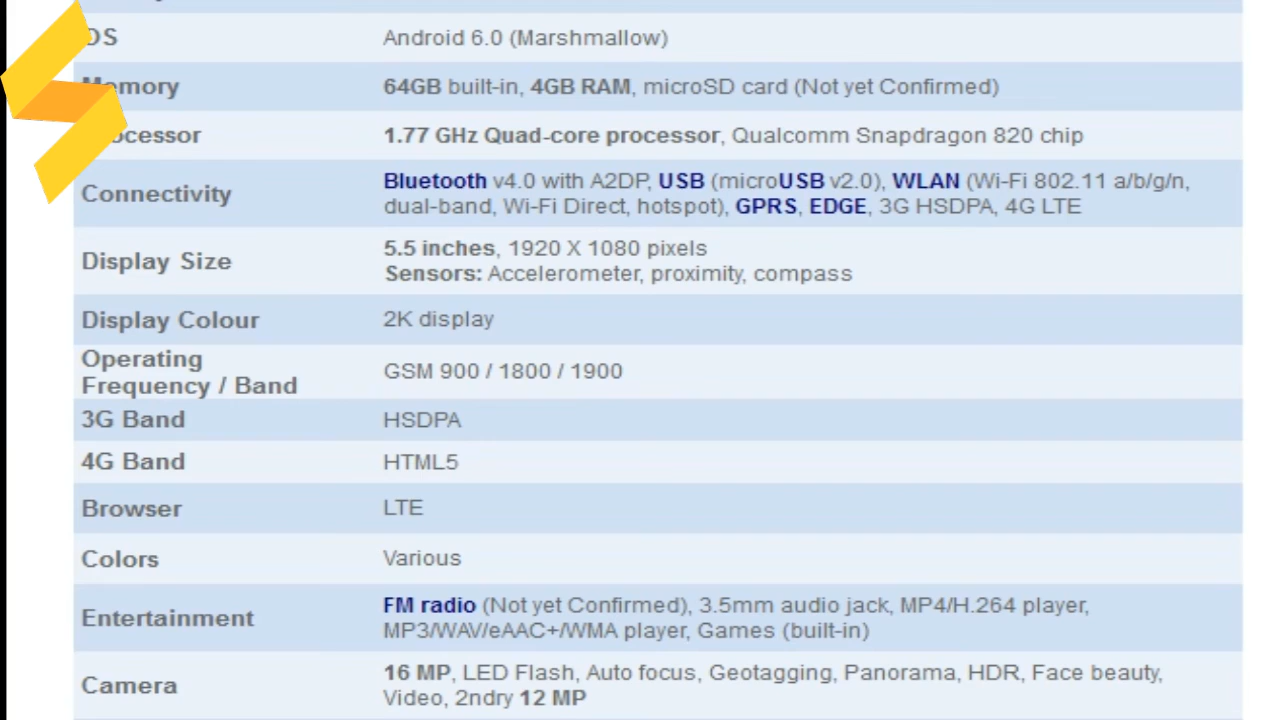 OS Android 6.0 (Marshmallow)
Memory 64GB built-in, 4GB RAM, microSD card (Not yet Confirmed)
Processor 1.77 GHz Quad-core processor, Qualcomm Snapdragon 820 chip
Connectivity Bluetooth v4.0 with A2DP, USB (microUSB v2.0), WLAN (Wi-Fi 802.11 a/b/g/n,
dual-band, Wi-Fi Direct, hotspot), GPRS, EDGE, 3G HSDPA, 4G LTE
Display Size 5.5 inches, 1920 X 1080 pixels
Sensors: Accelerometer, proximity, compass
Display Colour 2K display
Operating
Frequency / Band GSM 900 / 1800 / 1900
3G Band HSDPA
4G Band HTML5
Browser LTE
Colors Various
Entertainment FM radio (Not yet Confirmed), 3.5mm audio jack, MP4/H.264 player,
MP3/WAV/eAAC+/WMA player, Games (built-in)
Camera 16 MP, LED Flash, Auto focus, Geotagging, Panorama, HDR, Face beauty,
Video, 2ndry 12 MP